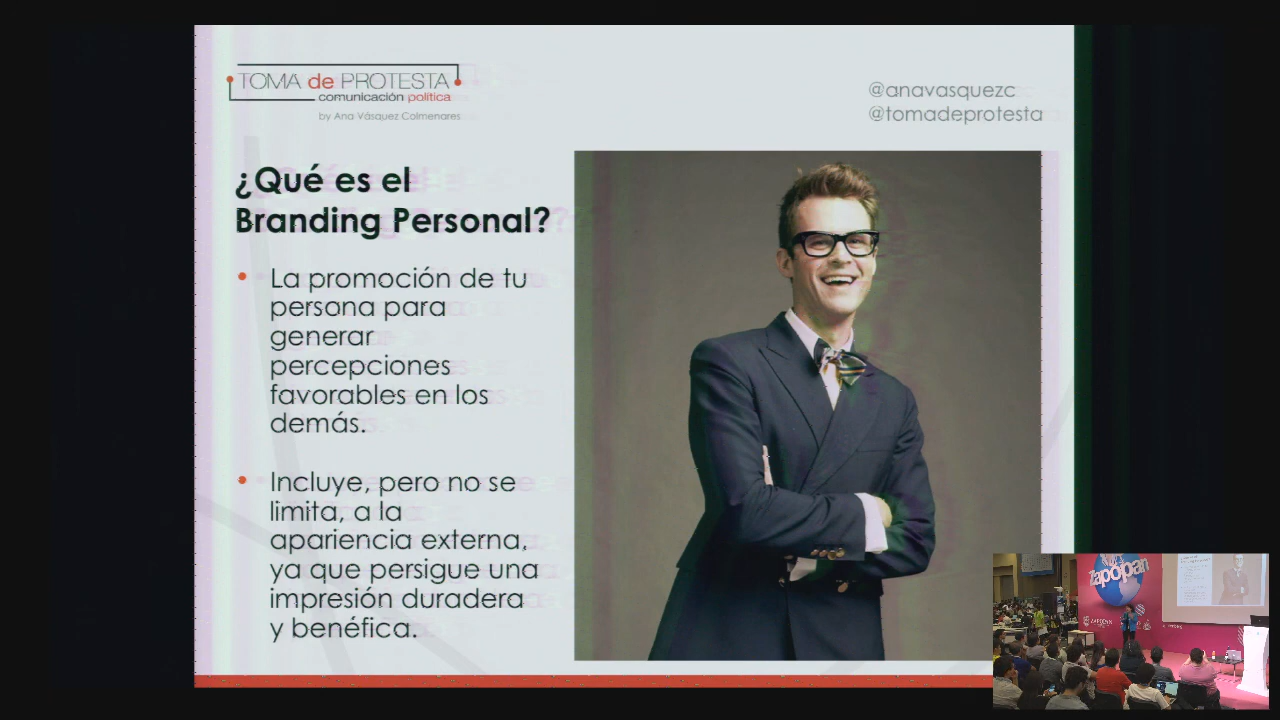 TOMA de PROTESTA
comunicación política
by Ana Vásquez Colmenares
@anavasquezc
@tomadeprotesta
¿Qué es el
Branding Personal?
• La promoción de tu
persona para
generar
percepciones
favorables en los
demás.
• Incluye, pero no se
limita, a la
apariencia externa,
ya que persigue una
impresión duradera
y benéfica.
zapopan
ZAPOPAN